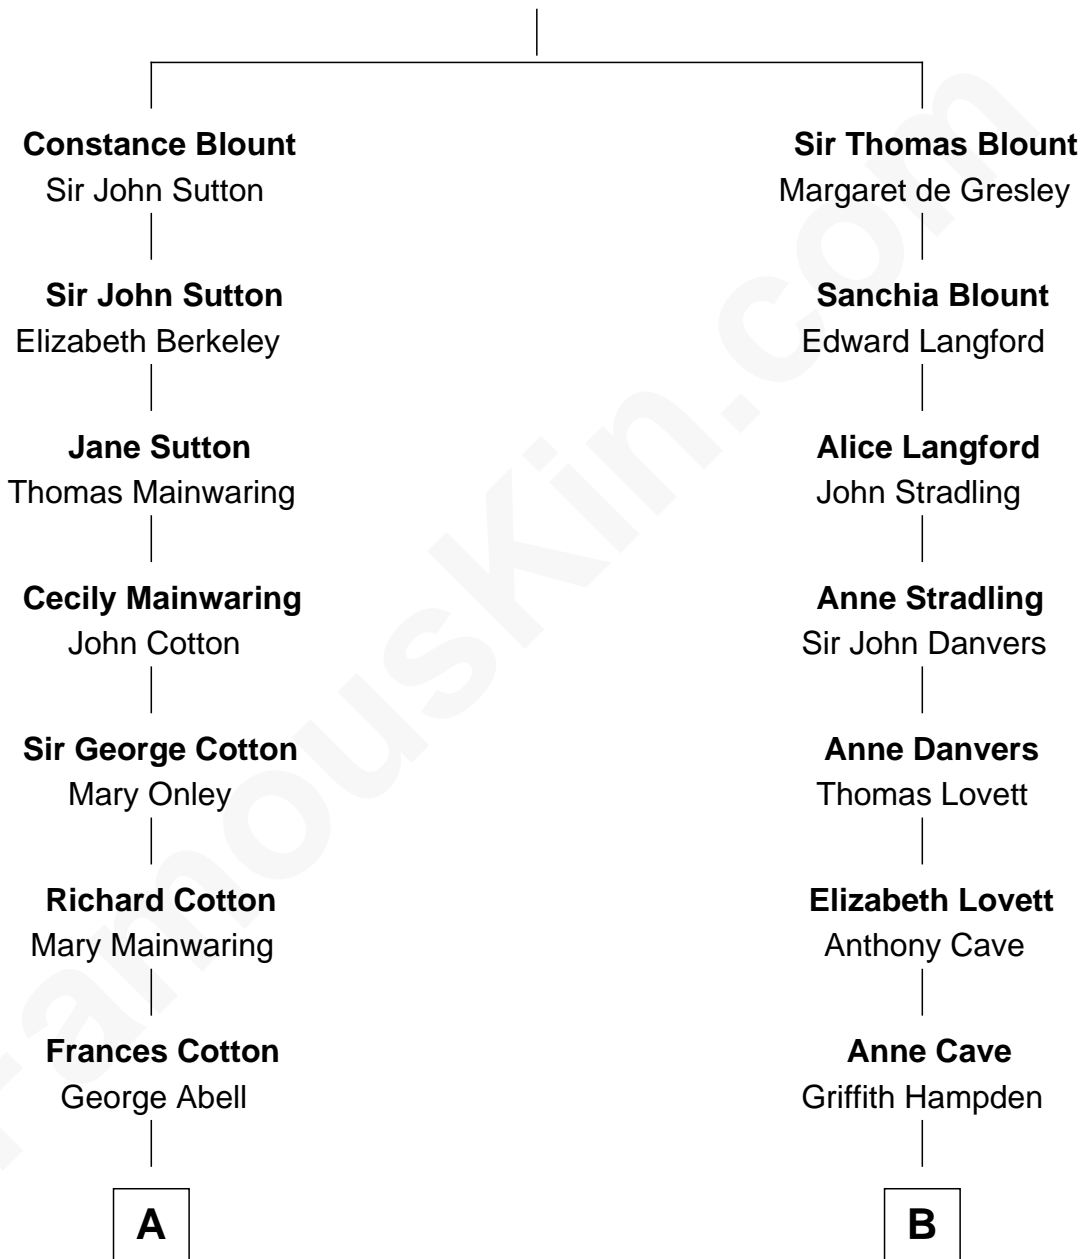 Constance Blount
Sir John Sutton
Sir John Sutton
Elizabeth Berkeley
Jane Sutton
Thomas Mainwaring
Cecily Mainwaring
John Cotton
Sir George Cotton
Mary Onley
Richard Cotton
Mary Mainwaring
Frances Cotton
George Abell
A
Sir Thomas Blount
Margaret de Gresley
Sanchia Blount
Edward Langford
Alice Langford
John Stradling
Anne Stradling
Sir John Danvers
Anne Danvers
Thomas Lovett
Elizabeth Lovett
Anthony Cave
Anne Cave
Griffith Hampden
B
FamousKin.com